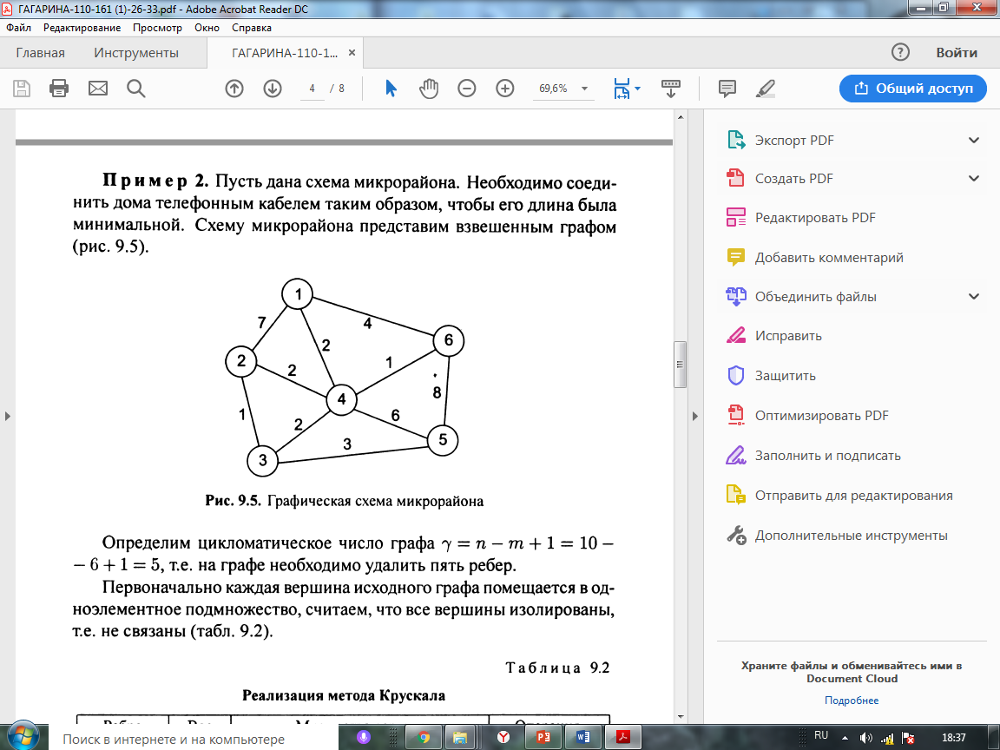 ГАГАРИНА-110-161 (1)-26-33.pdf - Adobe Acrobat Reader DC
Файл Редактирование Просмотр Окно Справка
Главная Инструменты ГАГАРИНА-110-1... × Войти
4 / 8 69,6% Общий доступ
Пример 2. Пусть дана схема микрорайона. Необходимо соеди-
нить дома телефонным кабелем таким образом, чтобы его длина была
минимальной. Схему микрорайона представим взвешенным графом
(рис. 9.5).
1
7
4
2
6
2
2
1
8
4
1
2
6
5
3
3
Рис. 9.5. Графическая схема микрорайона
Определим цикломатическое число графа γ = n − m + 1 = 10 −
− 6 + 1 = 5, т.е. на графе необходимо удалить пять ребер.
Первоначально каждая вершина исходного графа помещается в од-
ноэлементное подмножество, считаем, что все вершины изолированы,
т.е. не связаны (табл. 9.2).
Таблица 9.2
Реализация метода Крускала
Экспорт PDF
Создать PDF
Редактировать PDF
Добавить комментарий
Объединить файлы
Исправить
Защитить
Оптимизировать PDF
Заполнить и подписать
Отправить для редактирования
Дополнительные инструменты
Храните файлы и обменивайтесь ими в
Document Cloud
Подробнее
Поиск в интернете и на компьютере
RU 18:37